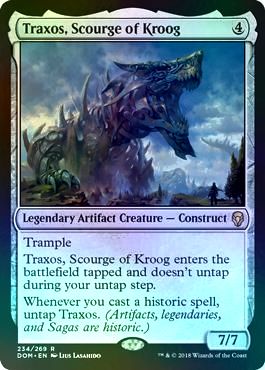 Traxos, Scourge of Kroog 4
Legendary Artifact Creature — Construct
Trample
Traxos, Scourge of Kroog enters the
battlefield tapped and doesn't untap
during your untap step.
Whenever you cast a historic spell,
untap Traxos. (Artifacts, legendaries,
and Sagas are historic.)
7/7
234/269 R
DOM • EN LIUS LASAHIDO
™ & © 2018 Wizards of the Coast